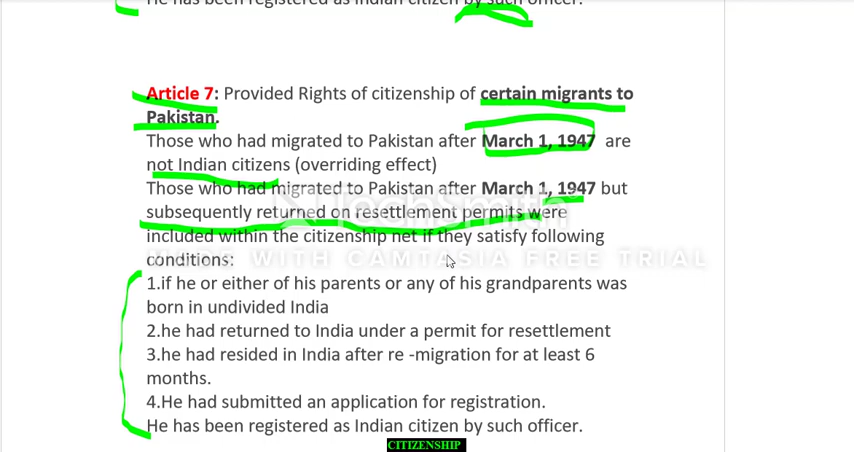 He has been registered as Indian citizen by such officer.
Article 7: Provided Rights of citizenship of certain migrants to
Pakistan.
Those who had migrated to Pakistan after March 1, 1947 are
not Indian citizens (overriding effect)
Those who had migrated to Pakistan after March 1, 1947 but
subsequently returned on resettlement permits were
included within the citizenship net if they satisfy following
conditions:
TechSmith
MADE WITH CAMTASIA FREE TRIAL
1.if he or either of his parents or any of his grandparents was
born in undivided India
2.he had returned to India under a permit for resettlement
3.he had resided in India after re -migration for at least 6
months.
4.He had submitted an application for registration.
He has been registered as Indian citizen by such officer.
CITIZENSHIP